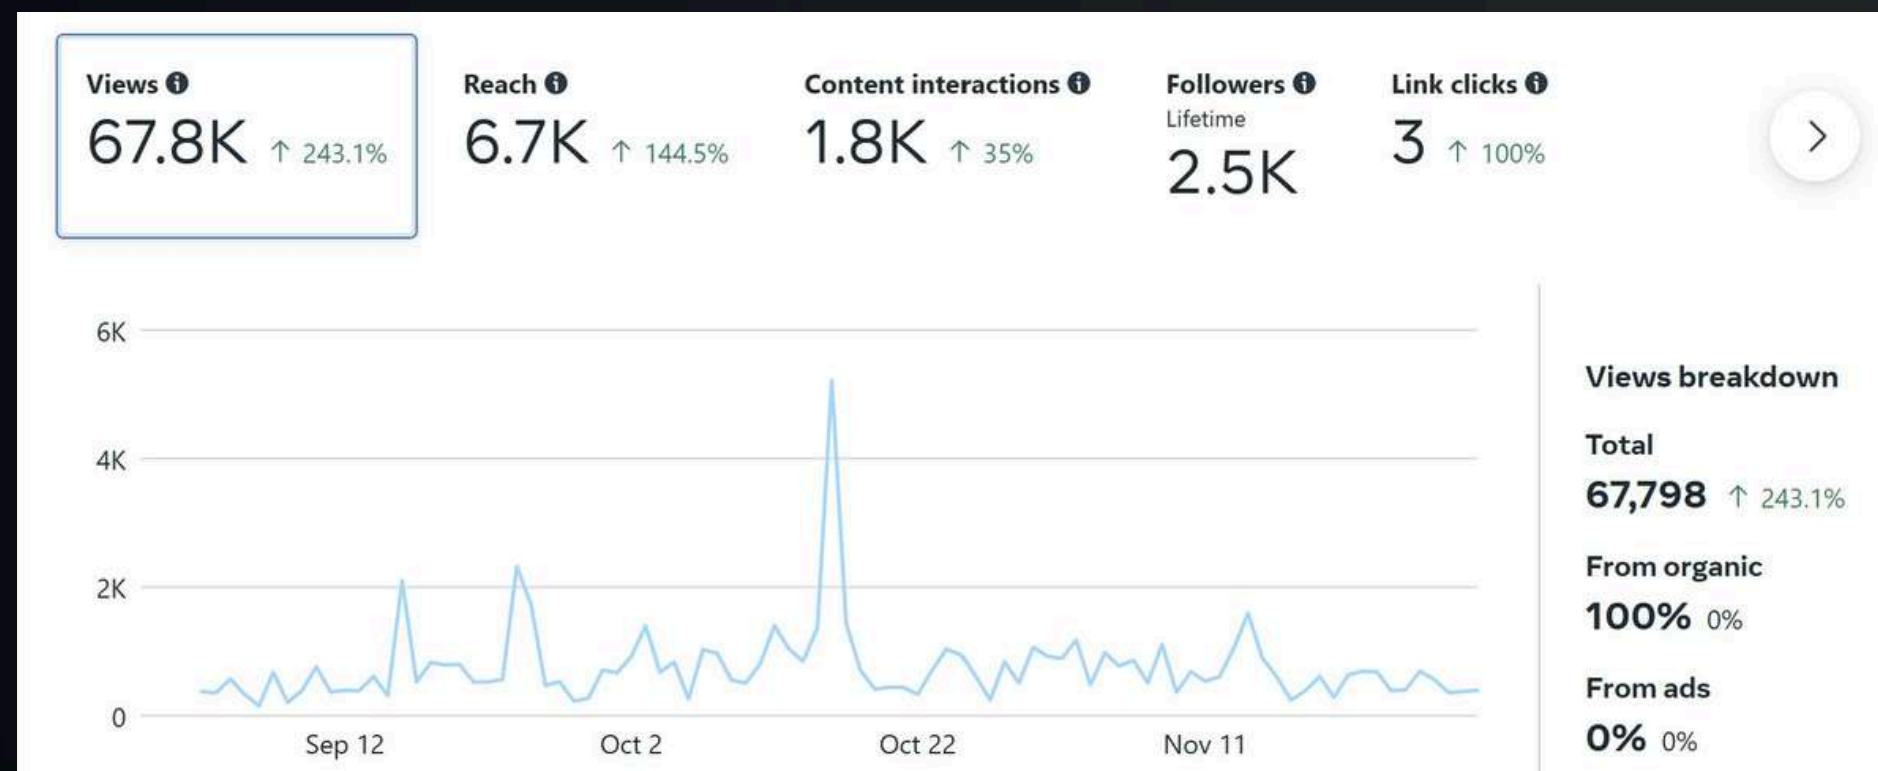 Views
67.8K ↑ 243.1%
Reach
6.7K ↑ 144.5%
Content interactions
1.8K ↑ 35%
Followers
Lifetime
2.5K
Link clicks
3 ↑ 100%
6K
4K
2K
0
Sep 12
Oct 2
Oct 22
Nov 11
Views breakdown
Total
67,798 ↑ 243.1%
From organic
100% 0%
From ads
0% 0%